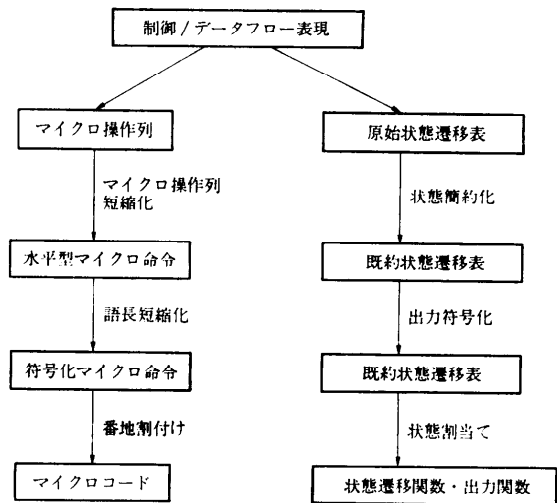 制御/データフロー表現
マイクロ操作列
原始状態遷移表
マイクロ操作列
短縮化
状態簡約化
水平型マイクロ命令
既約状態遷移表
語長短縮化
出力符号化
符号化マイクロ命令
既約状態遷移表
番地割付け
状態割当て
マイクロコード
状態遷移関数・出力関数